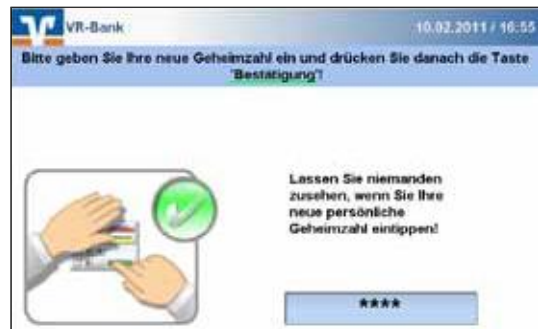 VR-Bank
10.02.2011 / 16:55
Bitte geben Sie Ihre neue Geheimzahl ein und drücken Sie danach die Taste
'Bestätigung'!
Lassen Sie niemanden
zusehen, wenn Sie Ihre
neue persönliche
Geheimzahl eintippen!
****